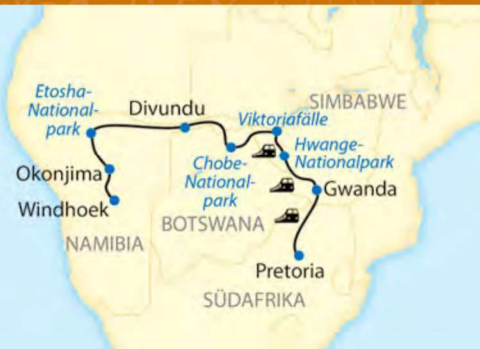 Etosha-
National-
park
Divundu
Viktoriafälle
SIMBABWE
Hwange-
Nationalpark
Chobe-
National-
park
Okonjima
Gwanda
Windhoek
BOTSWANA
NAMIBIA
Pretoria
SÜDAFRIKA